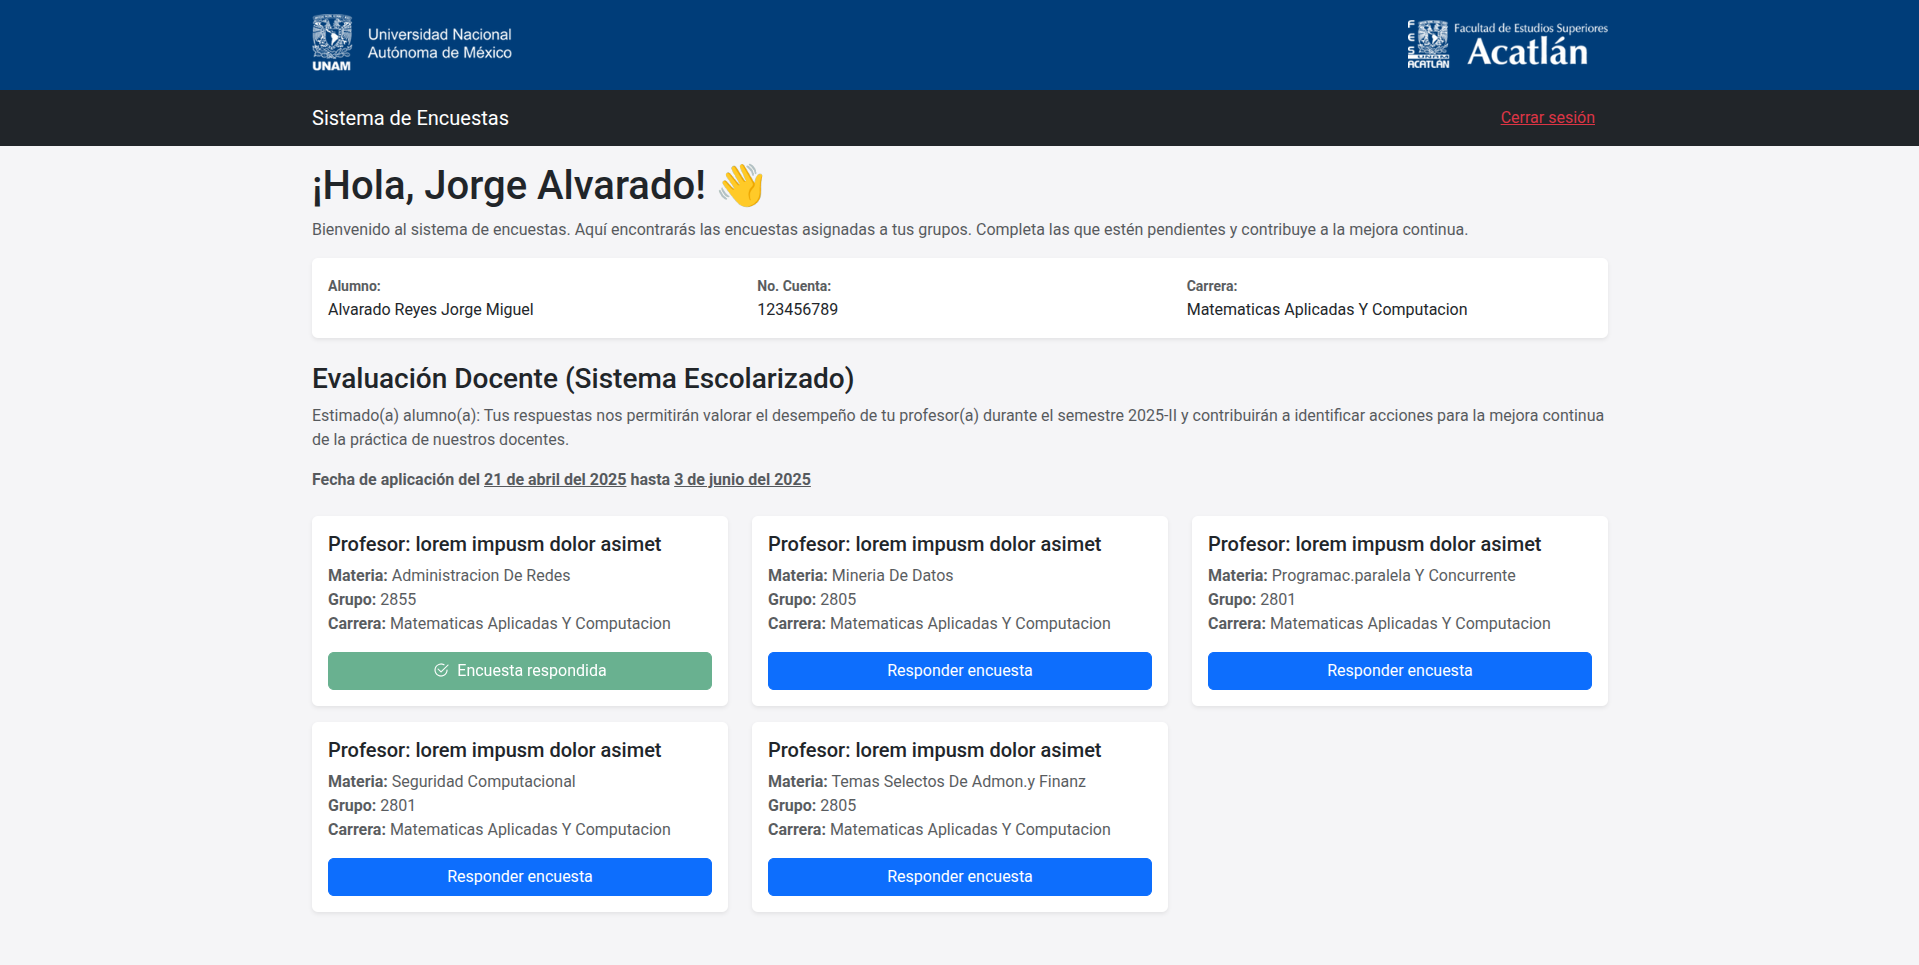 UNAM
Universidad Nacional
Autónoma de México
FES
ACATLAN
Facultad de Estudios Superiores
Acatlán
Sistema de Encuestas
Cerrar sesión
¡Hola, Jorge Alvarado! 👋
Bienvenido al sistema de encuestas. Aquí encontrarás las encuestas asignadas a tus grupos. Completa las que estén pendientes y contribuye a la mejora continua.
Alumno:
Alvarado Reyes Jorge Miguel
No. Cuenta:
123456789
Carrera:
Matematicas Aplicadas Y Computacion
Evaluación Docente (Sistema Escolarizado)
Estimado(a) alumno(a): Tus respuestas nos permitirán valorar el desempeño de tu profesor(a) durante el semestre 2025-II y contribuirán a identificar acciones para la mejora continua
de la práctica de nuestros docentes.
Fecha de aplicación del 21 de abril del 2025 hasta 3 de junio del 2025
Profesor: lorem impusm dolor asimet
Materia: Administracion De Redes
Grupo: 2855
Carrera: Matematicas Aplicadas Y Computacion
Encuesta respondida
Profesor: lorem impusm dolor asimet
Materia: Mineria De Datos
Grupo: 2805
Carrera: Matematicas Aplicadas Y Computacion
Responder encuesta
Profesor: lorem impusm dolor asimet
Materia: Programac.paralela Y Concurrente
Grupo: 2801
Carrera: Matematicas Aplicadas Y Computacion
Responder encuesta
Profesor: lorem impusm dolor asimet
Materia: Seguridad Computacional
Grupo: 2801
Carrera: Matematicas Aplicadas Y Computacion
Responder encuesta
Profesor: lorem impusm dolor asimet
Materia: Temas Selectos De Admon.y Finanz
Grupo: 2805
Carrera: Matematicas Aplicadas Y Computacion
Responder encuesta